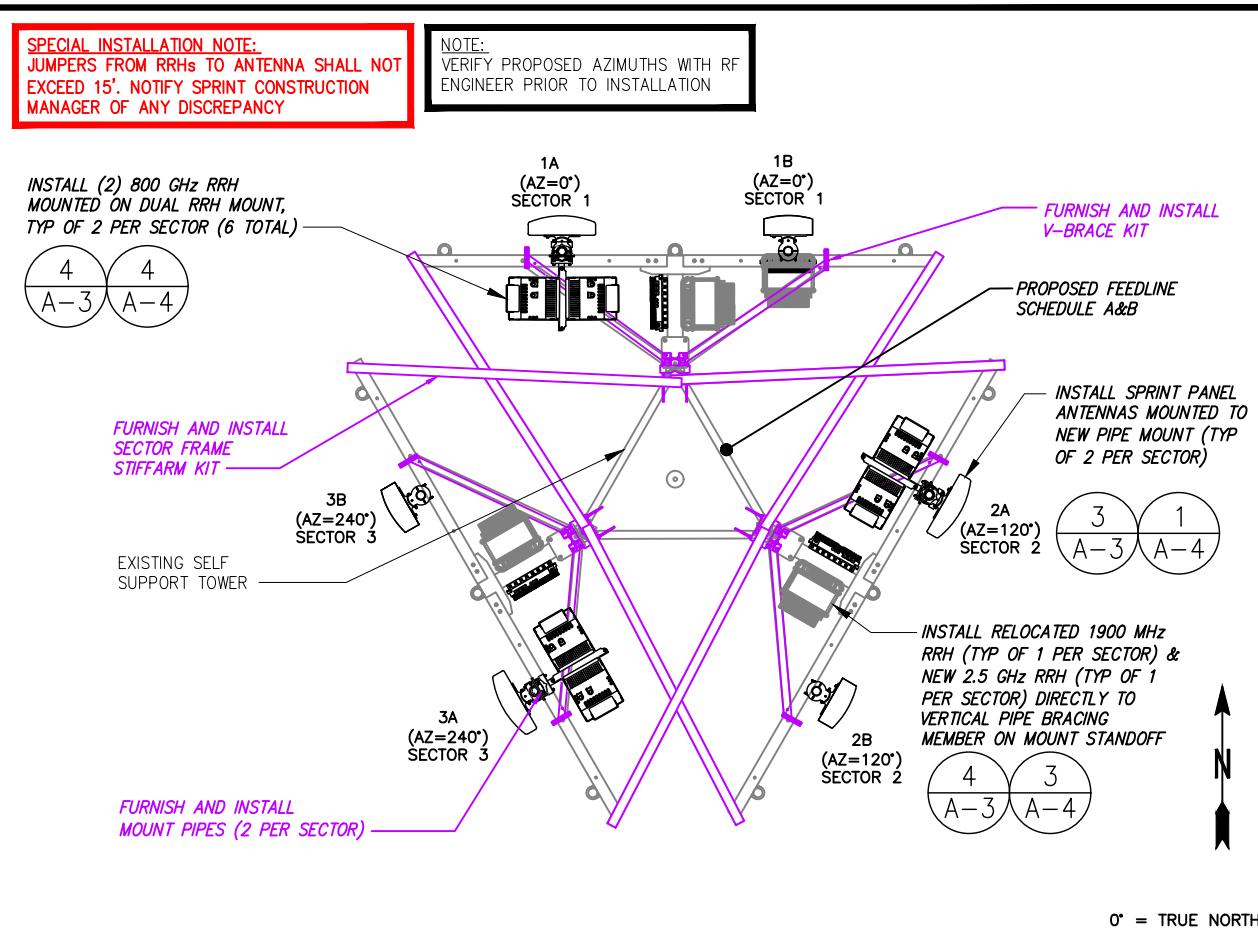 SPECIAL INSTALLATION NOTE:
JUMPERS FROM RRHs TO ANTENNA SHALL NOT
EXCEED 15'. NOTIFY SPRINT CONSTRUCTION
MANAGER OF ANY DISCREPANCY
NOTE:
VERIFY PROPOSED AZIMUTHS WITH RF
ENGINEER PRIOR TO INSTALLATION
INSTALL (2) 800 GHz RRH
MOUNTED ON DUAL RRH MOUNT,
TYP OF 2 PER SECTOR (6 TOTAL)
4
A-3
4
A-4
1A
(AZ=0°)
SECTOR 1
1B
(AZ=0°)
SECTOR 1
FURNISH AND INSTALL
V-BRACE KIT
PROPOSED FEEDLINE
SCHEDULE A&B
INSTALL SPRINT PANEL
ANTENNAS MOUNTED TO
NEW PIPE MOUNT (TYP
OF 2 PER SECTOR)
3
A-3
1
A-4
FURNISH AND INSTALL
SECTOR FRAME
STIFFARM KIT
3B
(AZ=240°)
SECTOR 3
2A
(AZ=120°)
SECTOR 2
EXISTING SELF
SUPPORT TOWER
INSTALL RELOCATED 1900 MHz
RRH (TYP OF 1 PER SECTOR) &
NEW 2.5 GHz RRH (TYP OF 1
PER SECTOR) DIRECTLY TO
VERTICAL PIPE BRACING
MEMBER ON MOUNT STANDOFF
4
A-3
3
A-4
3A
(AZ=240°)
SECTOR 3
2B
(AZ=120°)
SECTOR 2
FURNISH AND INSTALL
MOUNT PIPES (2 PER SECTOR)
N
0° = TRUE NORTH